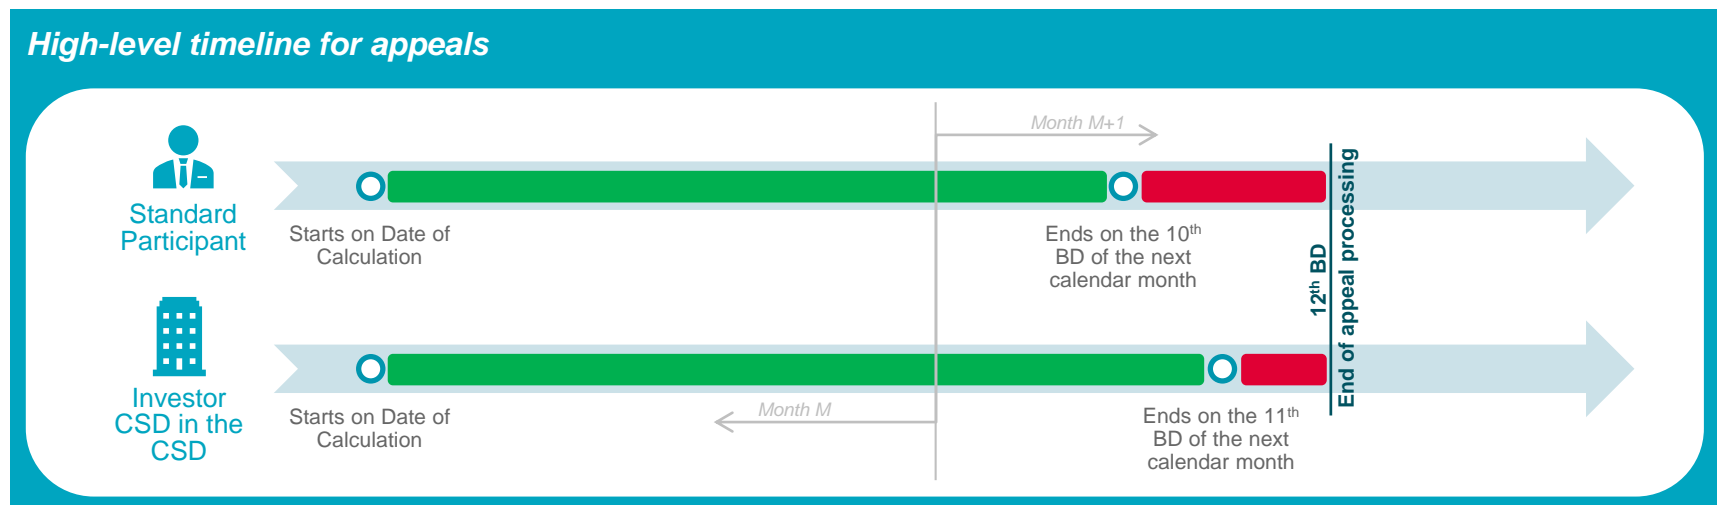 High-level timeline for appeals
Month M+1
Standard
Participant
Starts on Date of
Calculation
Ends on the 10th
BD of the next
calendar month
12th BD
End of appeal processing
Investor
CSD in the
CSD
Starts on Date of
Calculation
Month M
Ends on the 11th
BD of the next
calendar month